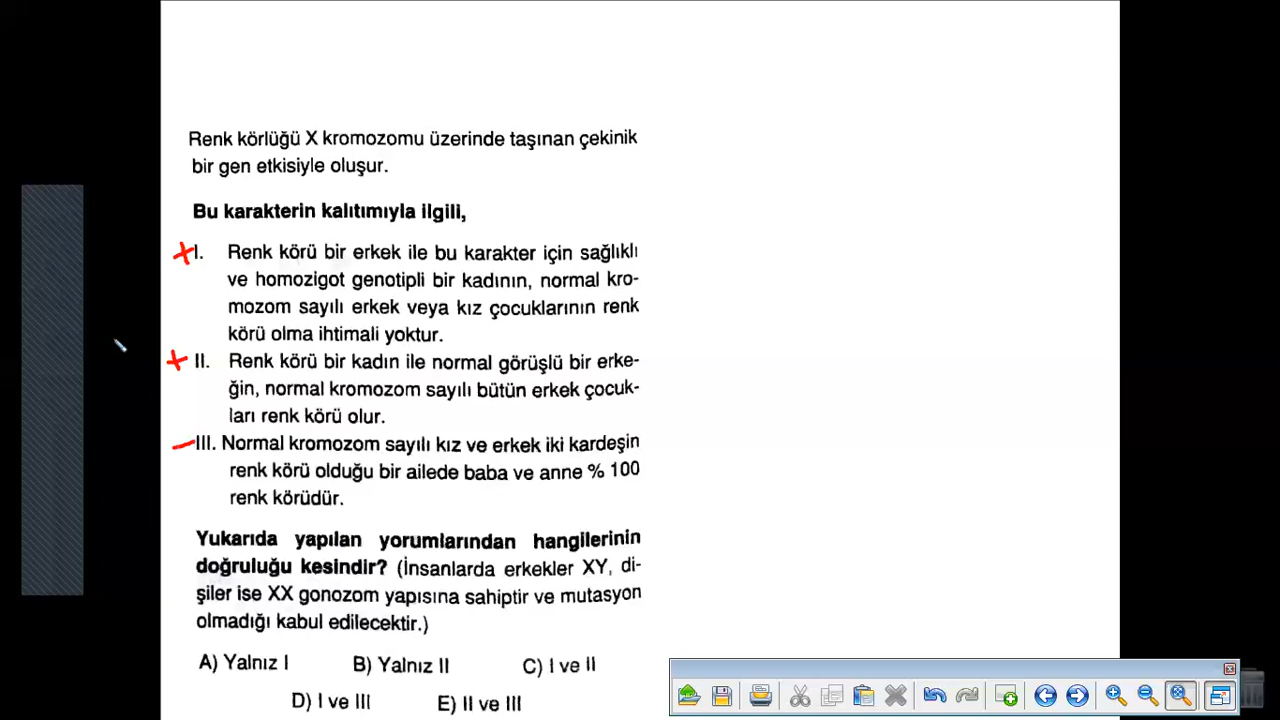 Renk körlüğü X kromozomu üzerinde taşınan çekinik
bir gen etkisiyle oluşur.
Bu karakterin kalıtımıyla ilgili,
I. Renk körü bir erkek ile bu karakter için sağlıklı
ve homozigot genotipli bir kadının, normal kro-
mozom sayılı erkek veya kız çocuklarının renk
körü olma ihtimali yoktur.
II. Renk körü bir kadın ile normal görüşlü bir erke-
ğin, normal kromozom sayılı bütün erkek çocuk-
ları renk körü olur.
III. Normal kromozom sayılı kız ve erkek iki kardeşin
renk körü olduğu bir ailede baba ve anne % 100
renk körüdür.
Yukarıda yapılan yorumlarından hangilerinin
doğruluğu kesindir? (İnsanlarda erkekler XY, di-
şiler ise XX gonozom yapısına sahiptir ve mutasyon
olmadığı kabul edilecektir.)
A) Yalnız I B) Yalnız II C) I ve II
D) I ve III E) II ve III